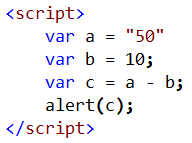 <script>
    var a = "50"
    var b = 10;
    var c = a - b;
    alert(c);
</script>